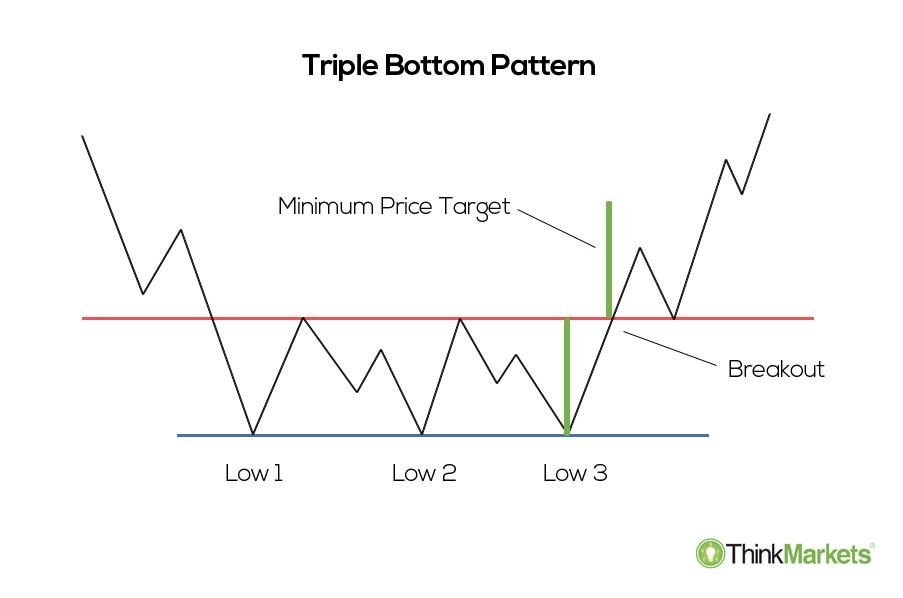 Triple Bottom Pattern
Minimum Price Target
Breakout
Low 1
Low 2
Low 3
ThinkMarkets